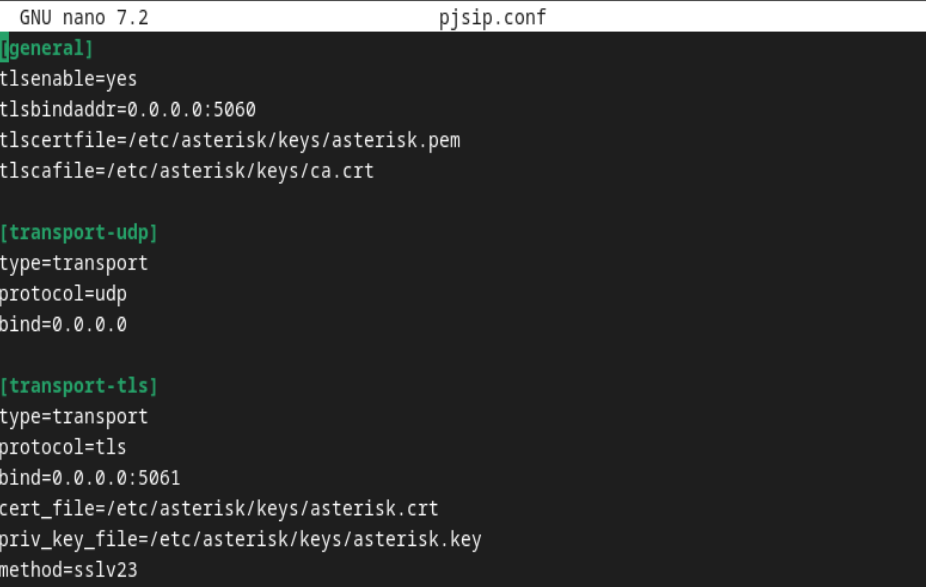 GNU nano 7.2 pjsip.conf
[general]
tlsenable=yes
tlsbindaddr=0.0.0.0:5060
tlscertfile=/etc/asterisk/keys/asterisk.pem
tlscafile=/etc/asterisk/keys/ca.crt
[transport-udp]
type=transport
protocol=udp
bind=0.0.0.0
[transport-tls]
type=transport
protocol=tls
bind=0.0.0.0:5061
cert_file=/etc/asterisk/keys/asterisk.crt
priv_key_file=/etc/asterisk/keys/asterisk.key
method=sslv23